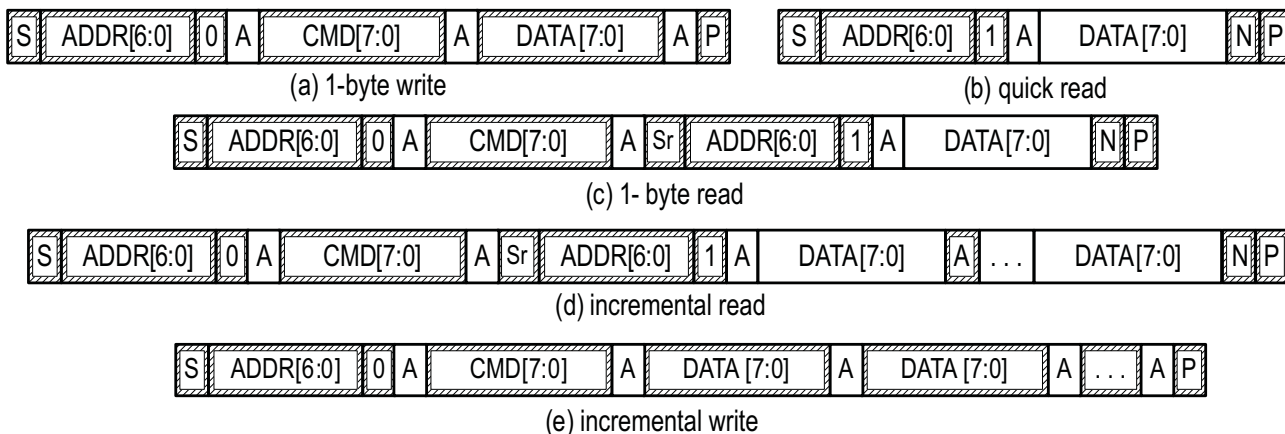 S ADDR[6:0] 0 A CMD[7:0] A DATA[7:0] A P
(a) 1-byte write
S ADDR[6:0] 1 A DATA[7:0] N P
(b) quick read
S ADDR[6:0] 0 A CMD[7:0] A Sr ADDR[6:0] 1 A DATA[7:0] N P
(c) 1- byte read
S ADDR[6:0] 0 A CMD[7:0] A Sr ADDR[6:0] 1 A DATA[7:0] A . . . DATA[7:0] N P
(d) incremental read
S ADDR[6:0] 0 A CMD[7:0] A DATA [7:0] A DATA [7:0] A . . . A P
(e) incremental write